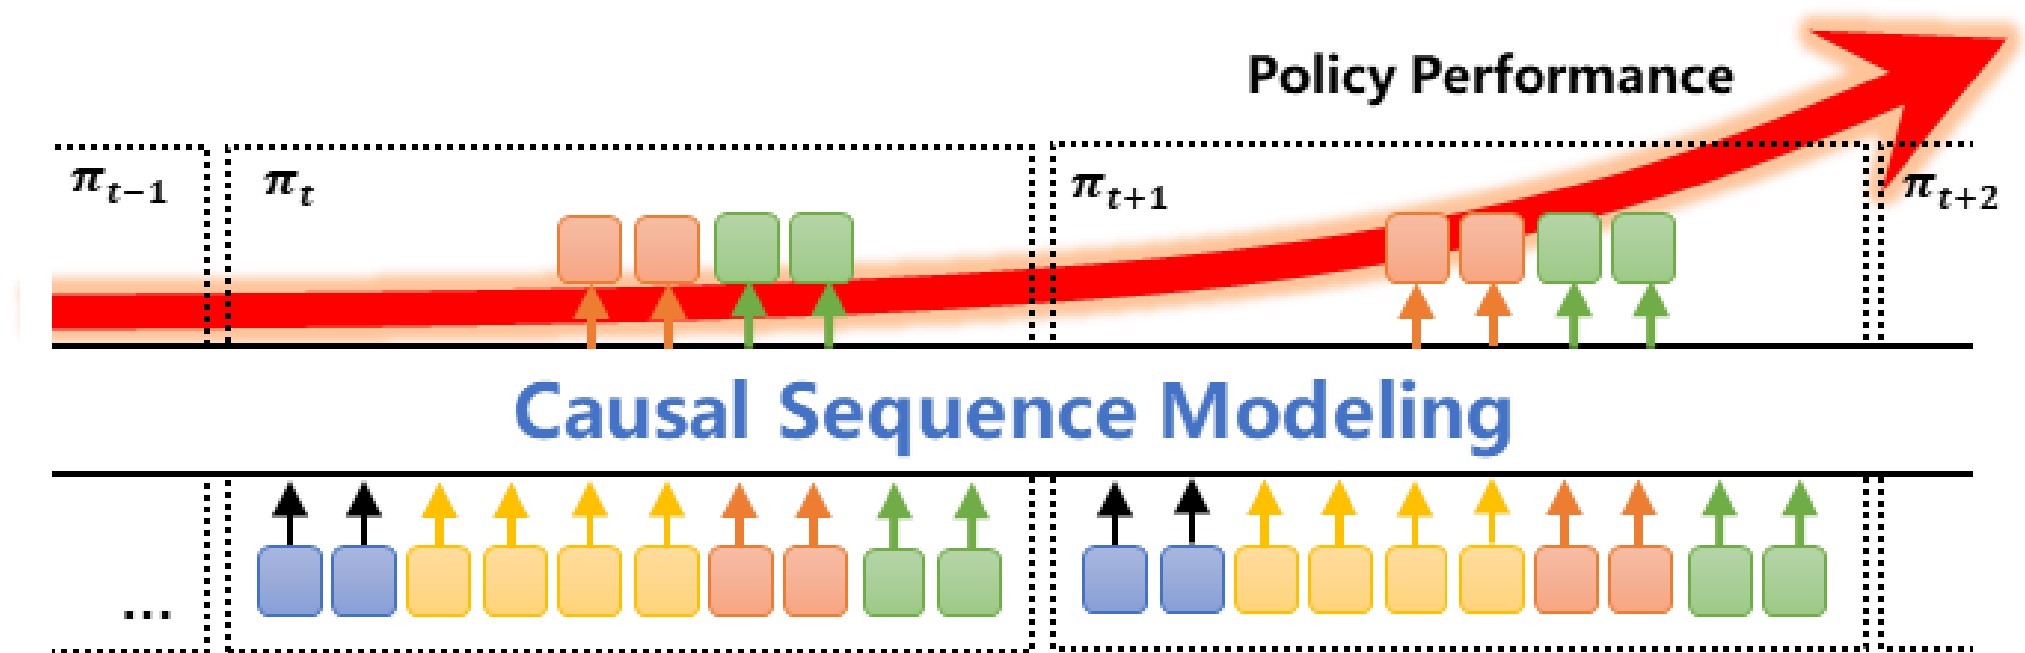 Policy Performance
π_{t-1}
π_t
π_{t+1}
π_{t+2}
Causal Sequence Modeling
...